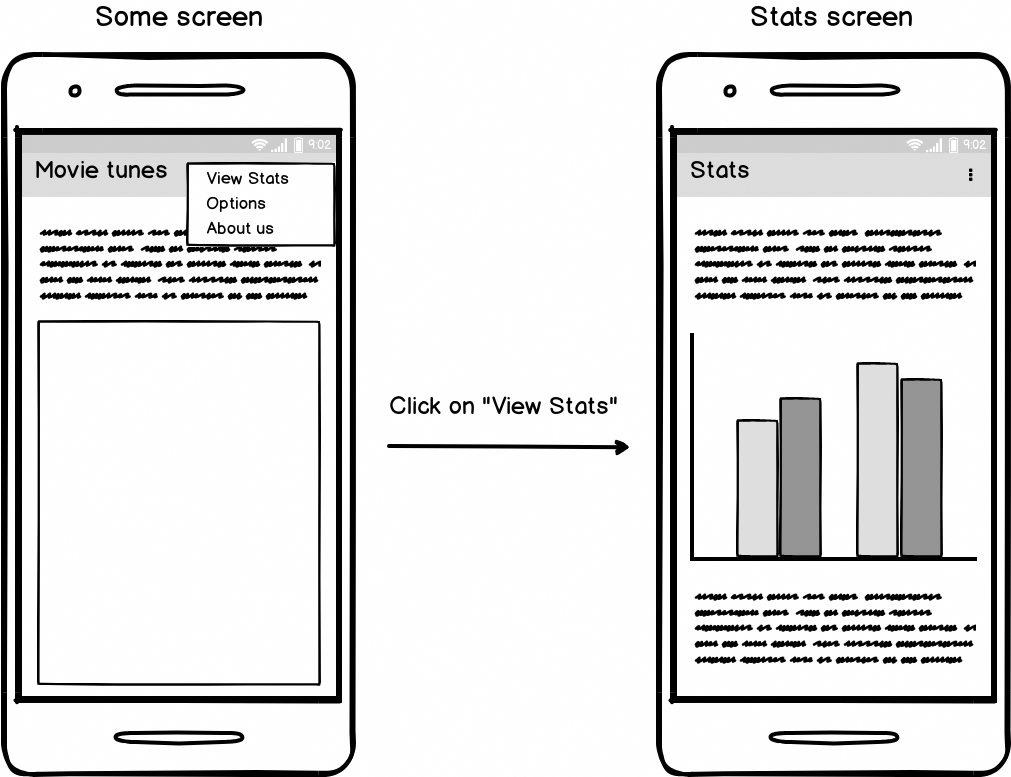 Some screen
9:02
Movie tunes
View Stats
Options
About us
Click on "View Stats"
Stats screen
9:02
Stats